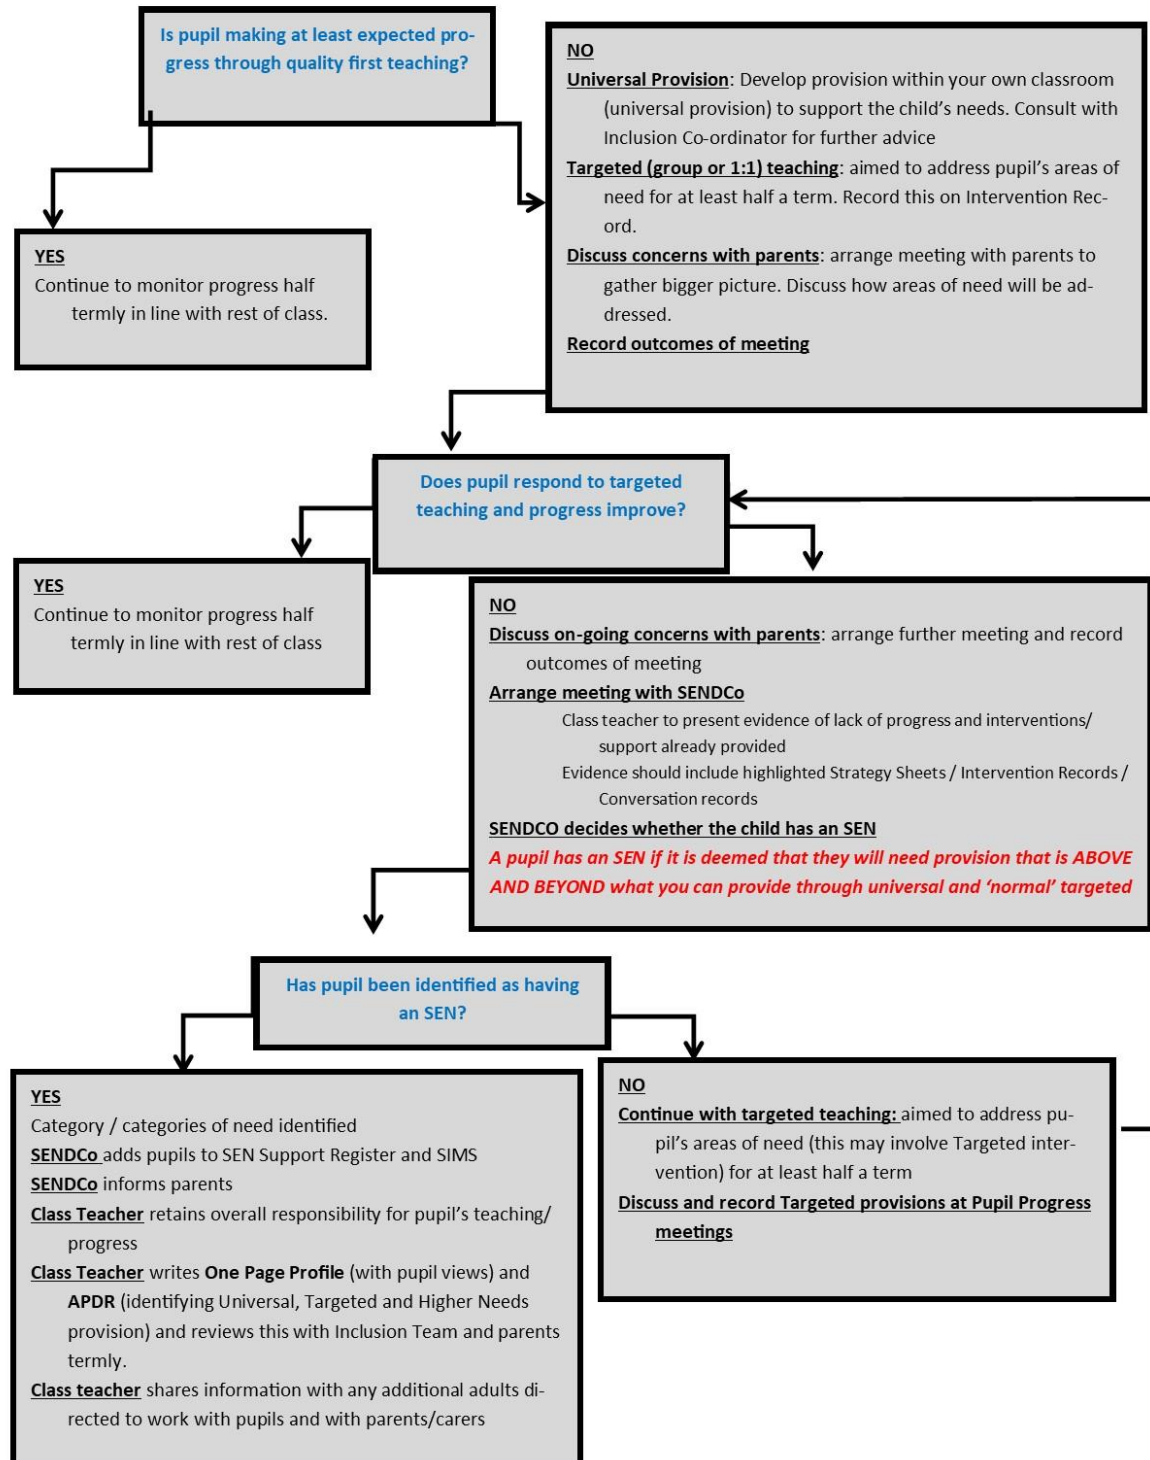 Is pupil making at least expected pro-
gress through quality first teaching?
NO
Universal Provision: Develop provision within your own classroom
(universal provision) to support the child’s needs. Consult with
Inclusion Co-ordinator for further advice
Targeted (group or 1:1) teaching: aimed to address pupil’s areas of
need for at least half a term. Record this on Intervention Rec-
ord.
Discuss concerns with parents: arrange meeting with parents to
gather bigger picture. Discuss how areas of need will be ad-
dressed.
Record outcomes of meeting
YES
Continue to monitor progress half
termly in line with rest of class.
Does pupil respond to targeted
teaching and progress improve?
YES
Continue to monitor progress half
termly in line with rest of class
NO
Discuss on-going concerns with parents: arrange further meeting and record
outcomes of meeting
Arrange meeting with SENDCo
Class teacher to present evidence of lack of progress and interventions/
support already provided
Evidence should include highlighted Strategy Sheets / Intervention Records /
Conversation records
SENDCO decides whether the child has an SEN
A pupil has an SEN if it is deemed that they will need provision that is ABOVE
AND BEYOND what you can provide through universal and ‘normal’ targeted
Has pupil been identified as having
an SEN?
YES
Category / categories of need identified
SENDCo adds pupils to SEN Support Register and SIMS
SENDCo informs parents
Class Teacher retains overall responsibility for pupil’s teaching/
progress
Class Teacher writes One Page Profile (with pupil views) and
APDR (identifying Universal, Targeted and Higher Needs
provision) and reviews this with Inclusion Team and parents
termly.
Class teacher shares information with any additional adults di-
rected to work with pupils and with parents/carers
NO
Continue with targeted teaching: aimed to address pu-
pil’s areas of need (this may involve Targeted inter-
vention) for at least half a term
Discuss and record Targeted provisions at Pupil Progress
meetings